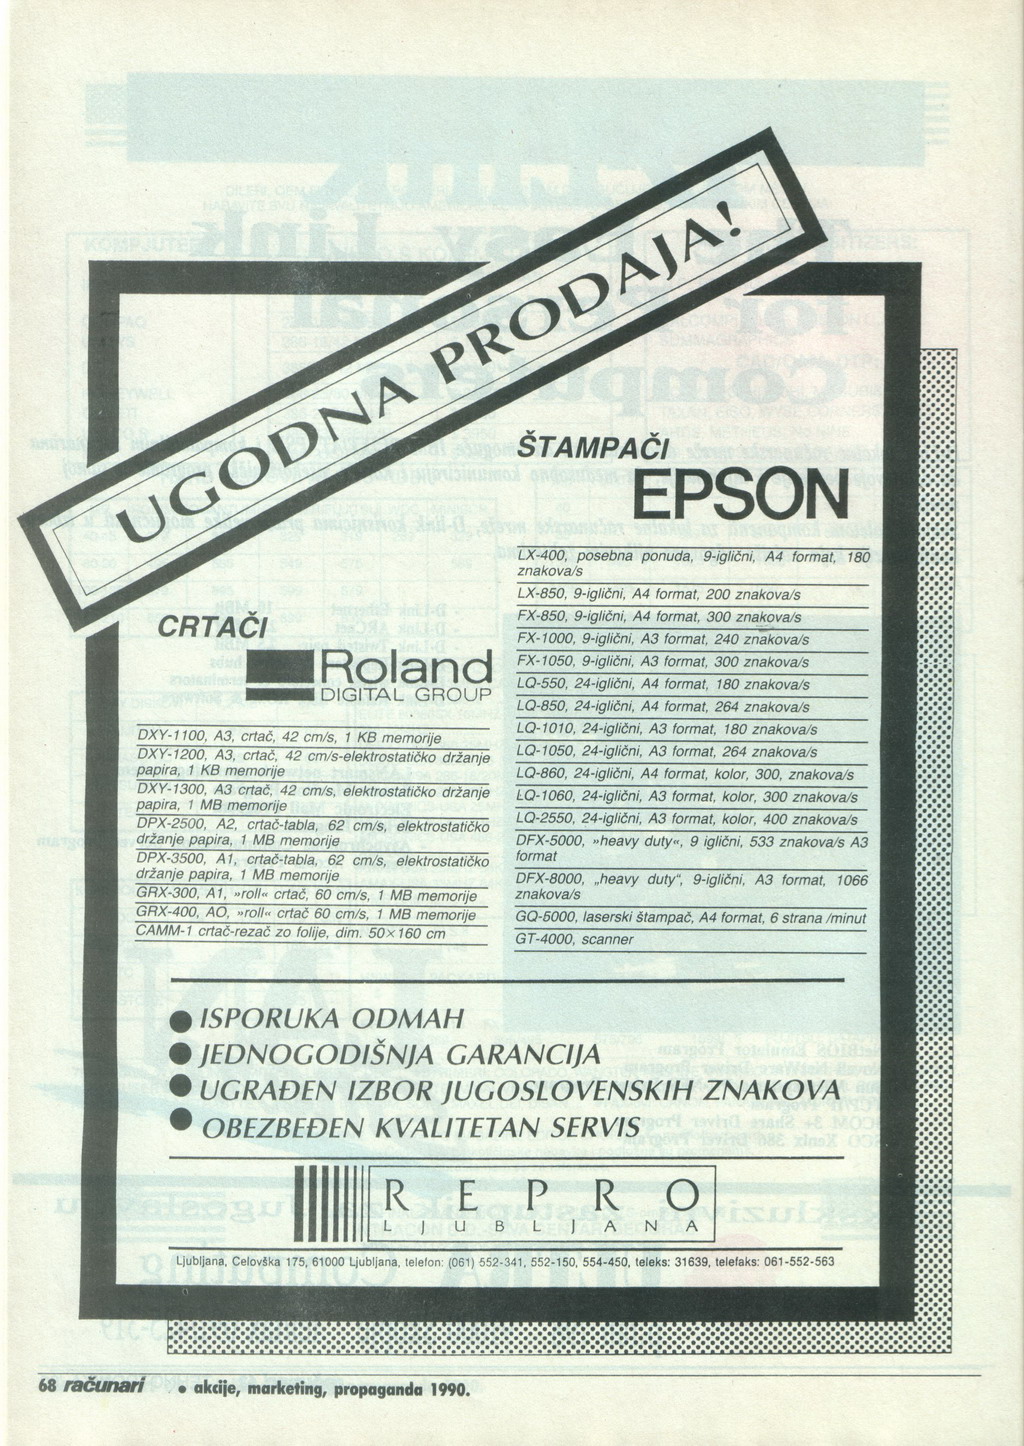 UGODNA PRODAJA!
CRTAČI
Roland
DIGITAL GROUP
DXY-1100, A3, crtač, 42 cm/s, 1 KB memorije
DXY-1200, A3, crtač, 42 cm/s-elektrostatičko držanje
papira, 1 KB memorije
DXY-1300, A3 crtač, 42 cm/s, elektrostatičko držanje
papira, 1 MB memorije
DPX-2500, A2, crtač-tabla, 62 cm/s, elektrostatičko
držanje papira, 1 MB memorije
DPX-3500, A1, crtač-tabla, 62 cm/s, elektrostatičko
držanje papira, 1 MB memorije
GRX-300, A1, »roll« crtač, 60 cm/s, 1 MB memorije
GRX-400, AO, »roll« crtač 60 cm/s, 1 MB memorije
CAMM-1 crtač-rezač zo folije, dim. 50×160 cm
ŠTAMPAČI
EPSON
LX-400, posebna ponuda, 9-iglični, A4 format, 180
znakova/s
LX-850, 9-iglični, A4 format, 200 znakova/s
FX-850, 9-iglični, A4 format, 300 znakova/s
FX-1000, 9-iglični, A3 format, 240 znakova/s
FX-1050, 9-iglični, A3 format, 300 znakova/s
LQ-550, 24-iglični, A4 format, 180 znakova/s
LQ-850, 24-iglični, A4 format, 264 znakova/s
LQ-1010, 24-iglični, A3 format, 180 znakova/s
LQ-1050, 24-iglični, A3 format, 264 znakova/s
LQ-860, 24-iglični, A4 format, kolor, 300, znakova/s
LQ-1060, 24-iglični, A3 format, kolor, 300 znakova/s
LQ-2550, 24-iglični, A3 format, kolor, 400 znakova/s
DFX-5000, »heavy duty«, 9 iglični, 533 znakova/s A3
format
DFX-8000, „heavy duty“, 9-iglični, A3 format, 1066
znakova/s
GQ-5000, laserski štampač, A4 format, 6 strana /minut
GT-4000, scanner
● ISPORUKA ODMAH
● JEDNOGODIŠNJA GARANCIJA
● UGRAĐEN IZBOR JUGOSLOVENSKIH ZNAKOVA
● OBEZBEĐEN KVALITETAN SERVIS
REPRO
LJUBLJANA
Ljubljana, Celovška 175, 61000 Ljubljana, telefon: (061) 552-341, 552-150, 554-450, teleks: 31639, telefaks: 061-552-563
68 računari • akcije, marketing, propaganda 1990.